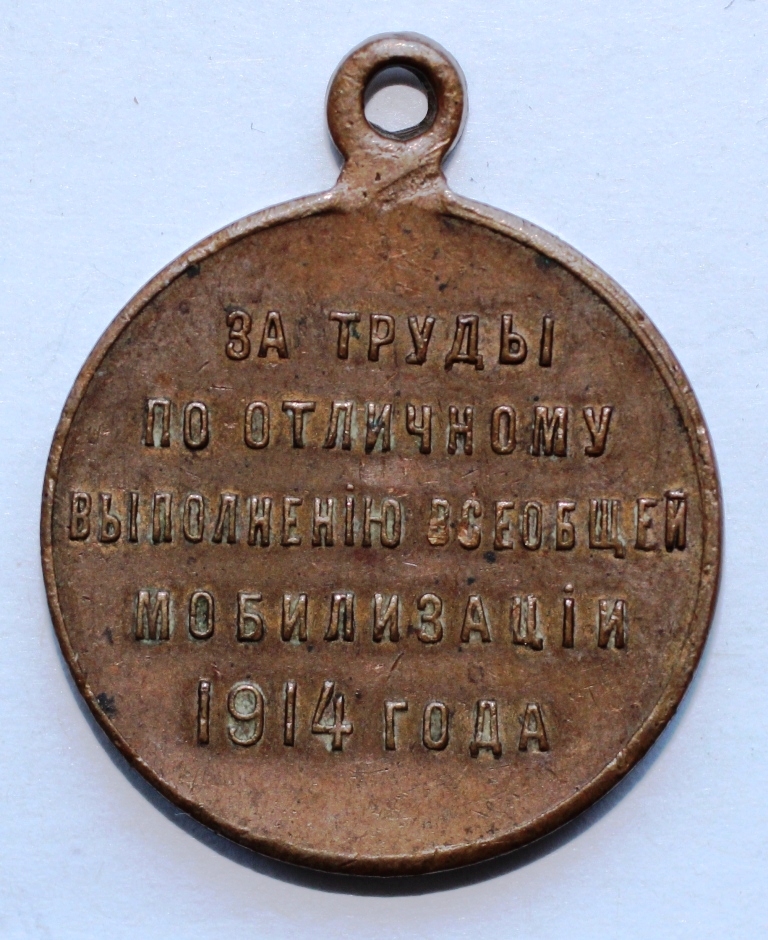 ЗА ТРУДЫ
ПО ОТЛИЧНОМУ
ВЫПОЛНЕНІЮ ВСЕОБЩЕЙ
МОБИЛИЗАЦІИ
1914 ГОДА